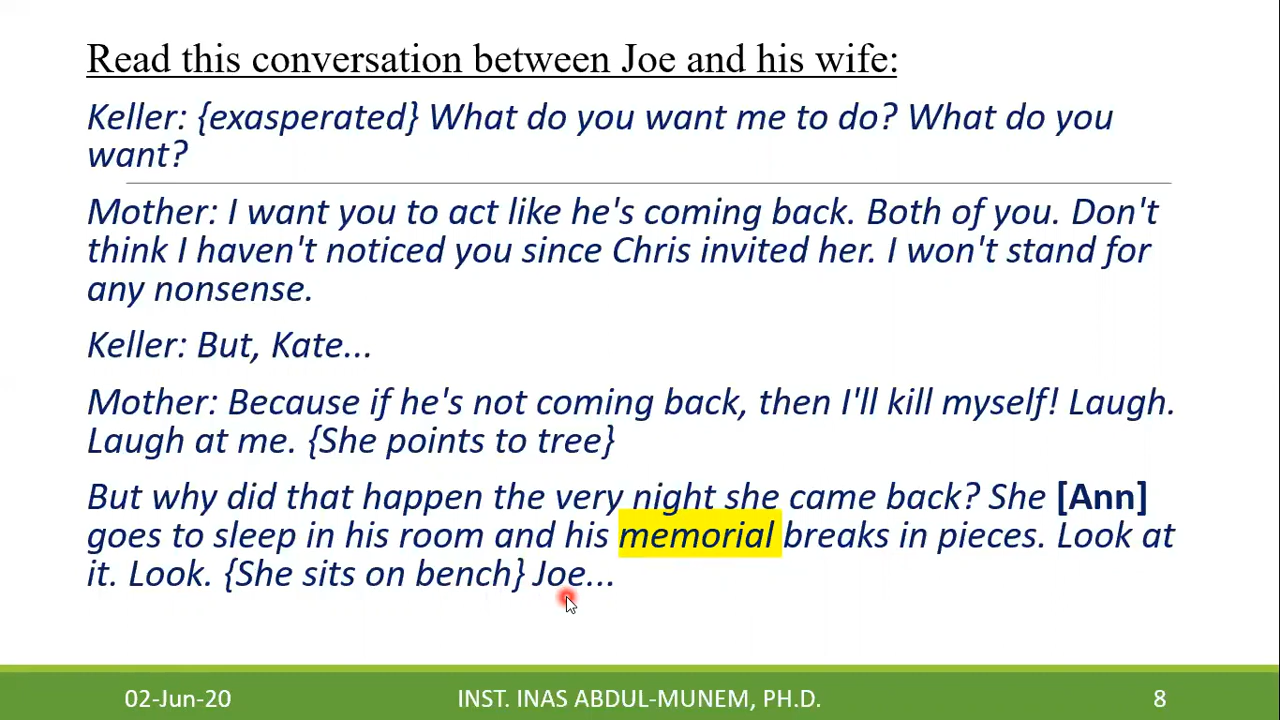 Read this conversation between Joe and his wife:
Keller: {exasperated} What do you want me to do? What do you
want?
Mother: I want you to act like he's coming back. Both of you. Don't
think I haven't noticed you since Chris invited her. I won't stand for
any nonsense.
Keller: But, Kate...
Mother: Because if he's not coming back, then I'll kill myself! Laugh.
Laugh at me. {She points to tree}
But why did that happen the very night she came back? She [Ann]
goes to sleep in his room and his memorial breaks in pieces. Look at
it. Look. {She sits on bench} Joe...
02-Jun-20 INST. INAS ABDUL-MUNEM, PH.D. 8